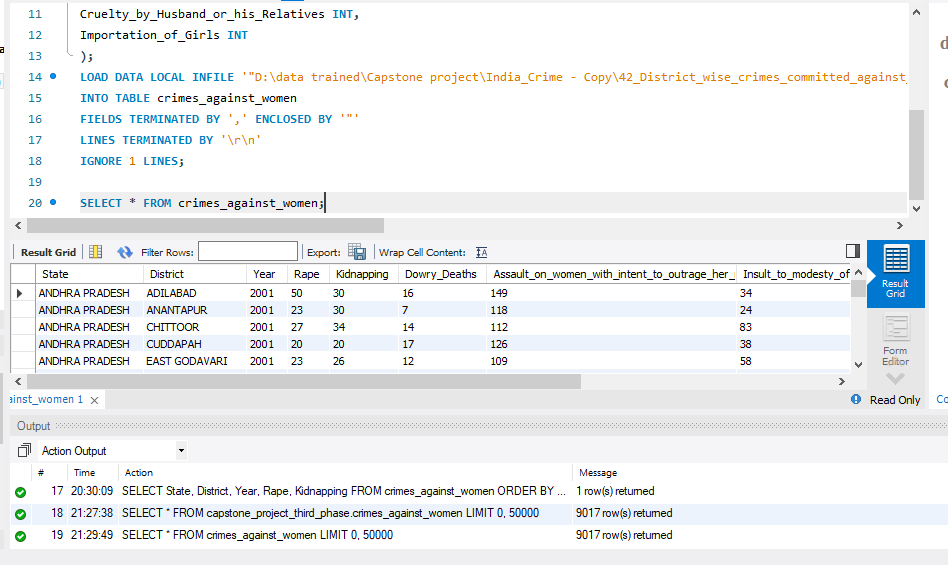 11 Cruelty_by_Husband_or_his_Relatives INT,
12 Importation_of_Girls INT
13 );
14 LOAD DATA LOCAL INFILE '"D:\data trained\Capstone project\India_Crime - Copy\42_District_wise_crimes_committed_against_
15 INTO TABLE crimes_against_women
16 FIELDS TERMINATED BY ',' ENCLOSED BY '"'
17 LINES TERMINATED BY '\r\n'
18 IGNORE 1 LINES;
19
20 SELECT * FROM crimes_against_women;
Result Grid Filter Rows: Export: Wrap Cell Content:
State District Year Rape Kidnapping Dowry_Deaths Assault_on_women_with_intent_to_outrage_her_ Insult_to_modesty_of
ANDHRA PRADESH ADILABAD 2001 50 30 16 149 34
ANDHRA PRADESH ANANTAPUR 2001 23 30 7 118 24
ANDHRA PRADESH CHITTOOR 2001 27 34 14 112 83
ANDHRA PRADESH CUDDAPAH 2001 20 20 17 126 38
ANDHRA PRADESH EAST GODAVARI 2001 23 26 12 109 58
Result
Grid
Form
Editor
ainst_women 1 Read Only Co
Output
Action Output
# Time Action Message
17 20:30:09 SELECT State, District, Year, Rape, Kidnapping FROM crimes_against_women ORDER BY ... 1 row(s) returned
18 21:27:38 SELECT * FROM capstone_project_third_phase.crimes_against_women LIMIT 0, 50000 9017 row(s) returned
19 21:29:49 SELECT * FROM crimes_against_women LIMIT 0, 50000 9017 row(s) returned